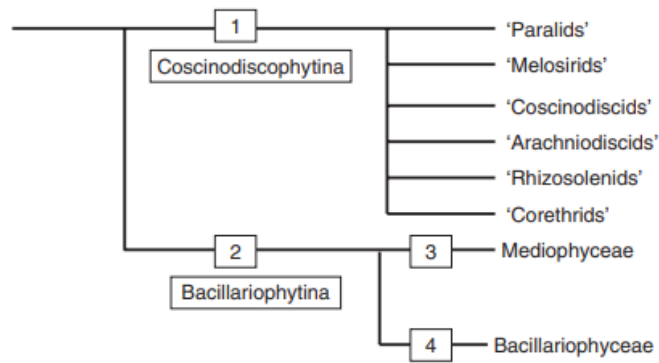 1
Coscinodiscophytina
‘Paralids’
‘Melosirids’
‘Coscinodiscids’
‘Arachniodiscids’
‘Rhizosolenids’
‘Corethrids’
2
Bacillariophytina
3
Mediophyceae
4
Bacillariophyceae